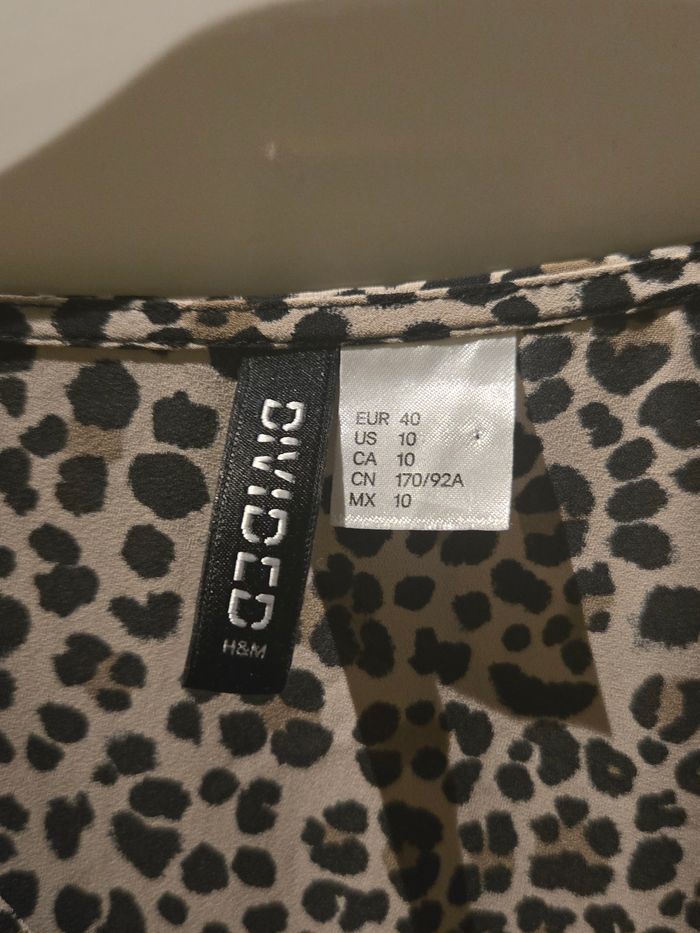 DIVIDED
H&M
EUR 40
US 10
CA 10
CN 170/92A
MX 10